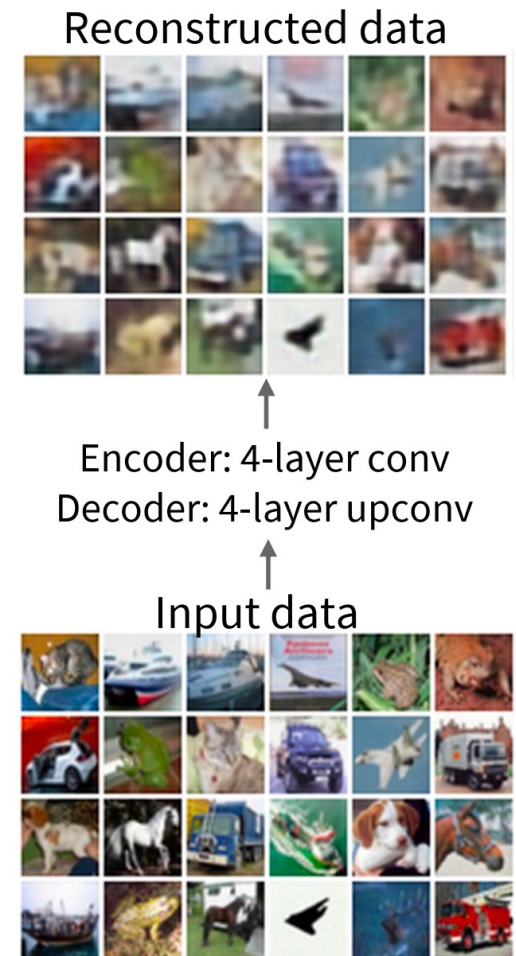 Reconstructed data
Encoder: 4-layer conv
Decoder: 4-layer upconv
Input data